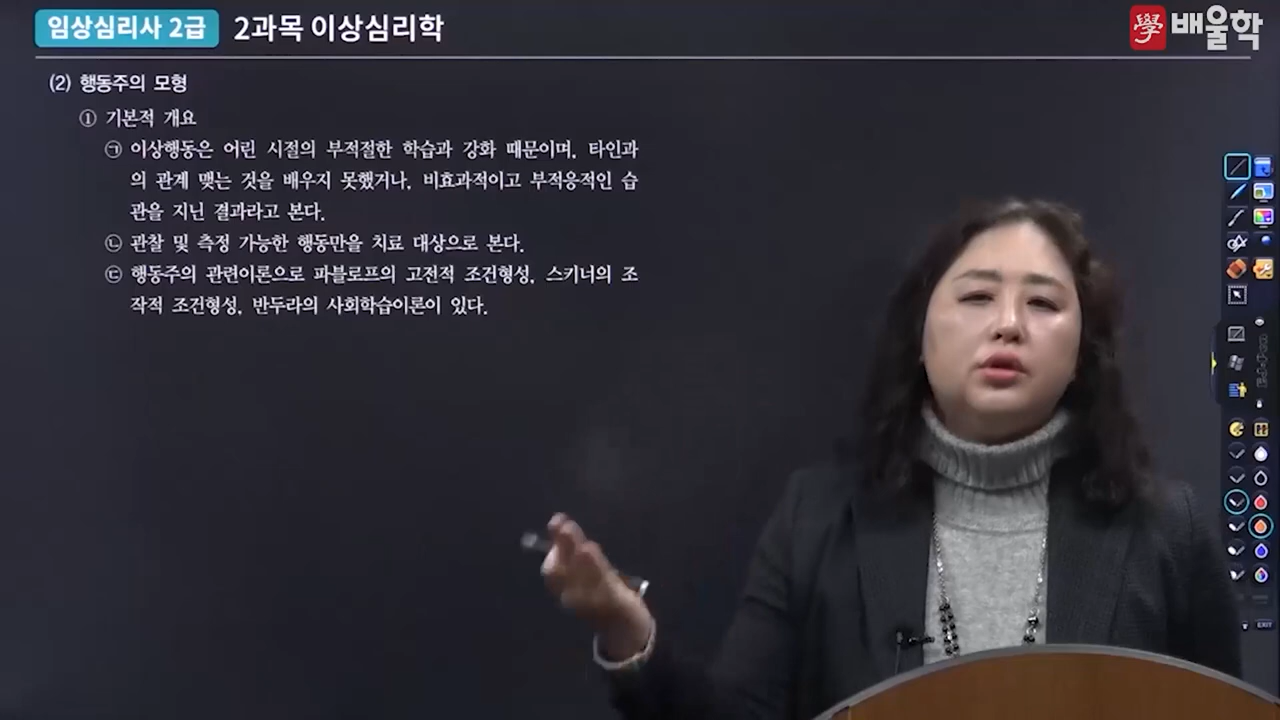 임상심리사 2급 2과목 이상심리학
學 배울학
(2) 행동주의 모형
① 기본적 개요
㉠ 이상행동은 어린 시절의 부적절한 학습과 강화 때문이며, 타인과
의 관계 맺는 것을 배우지 못했거나, 비효과적이고 부적응적인 습
관을 지닌 결과라고 본다.
㉡ 관찰 및 측정 가능한 행동만을 치료 대상으로 본다.
㉢ 행동주의 관련이론으로 파블로프의 고전적 조건형성, 스키너의 조
작적 조건형성, 반두라의 사회학습이론이 있다.
EXIT